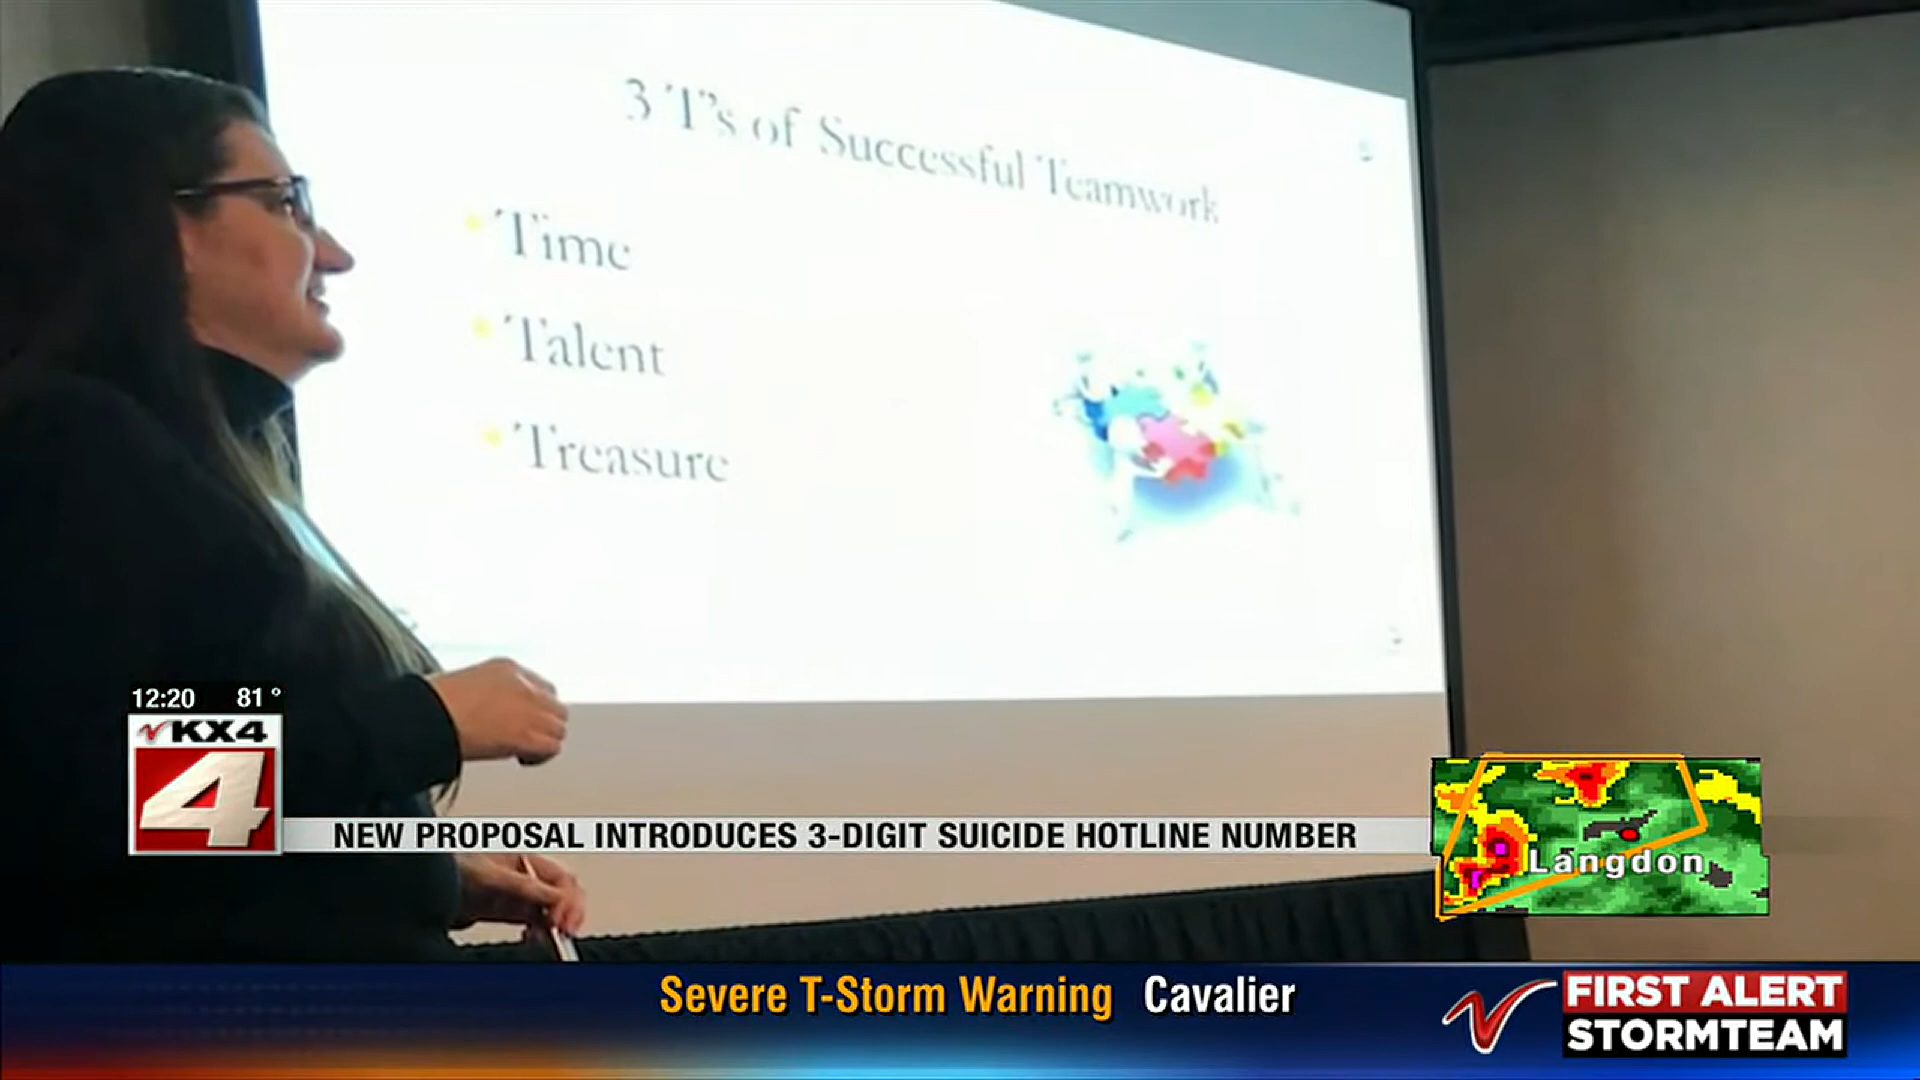 3 T's of Successful Teamwork
Time
Talent
Treasure
12:20 81°
KX4
4
NEW PROPOSAL INTRODUCES 3-DIGIT SUICIDE HOTLINE NUMBER
Langdon
Severe T-Storm Warning Cavalier
FIRST ALERT
STORMTEAM